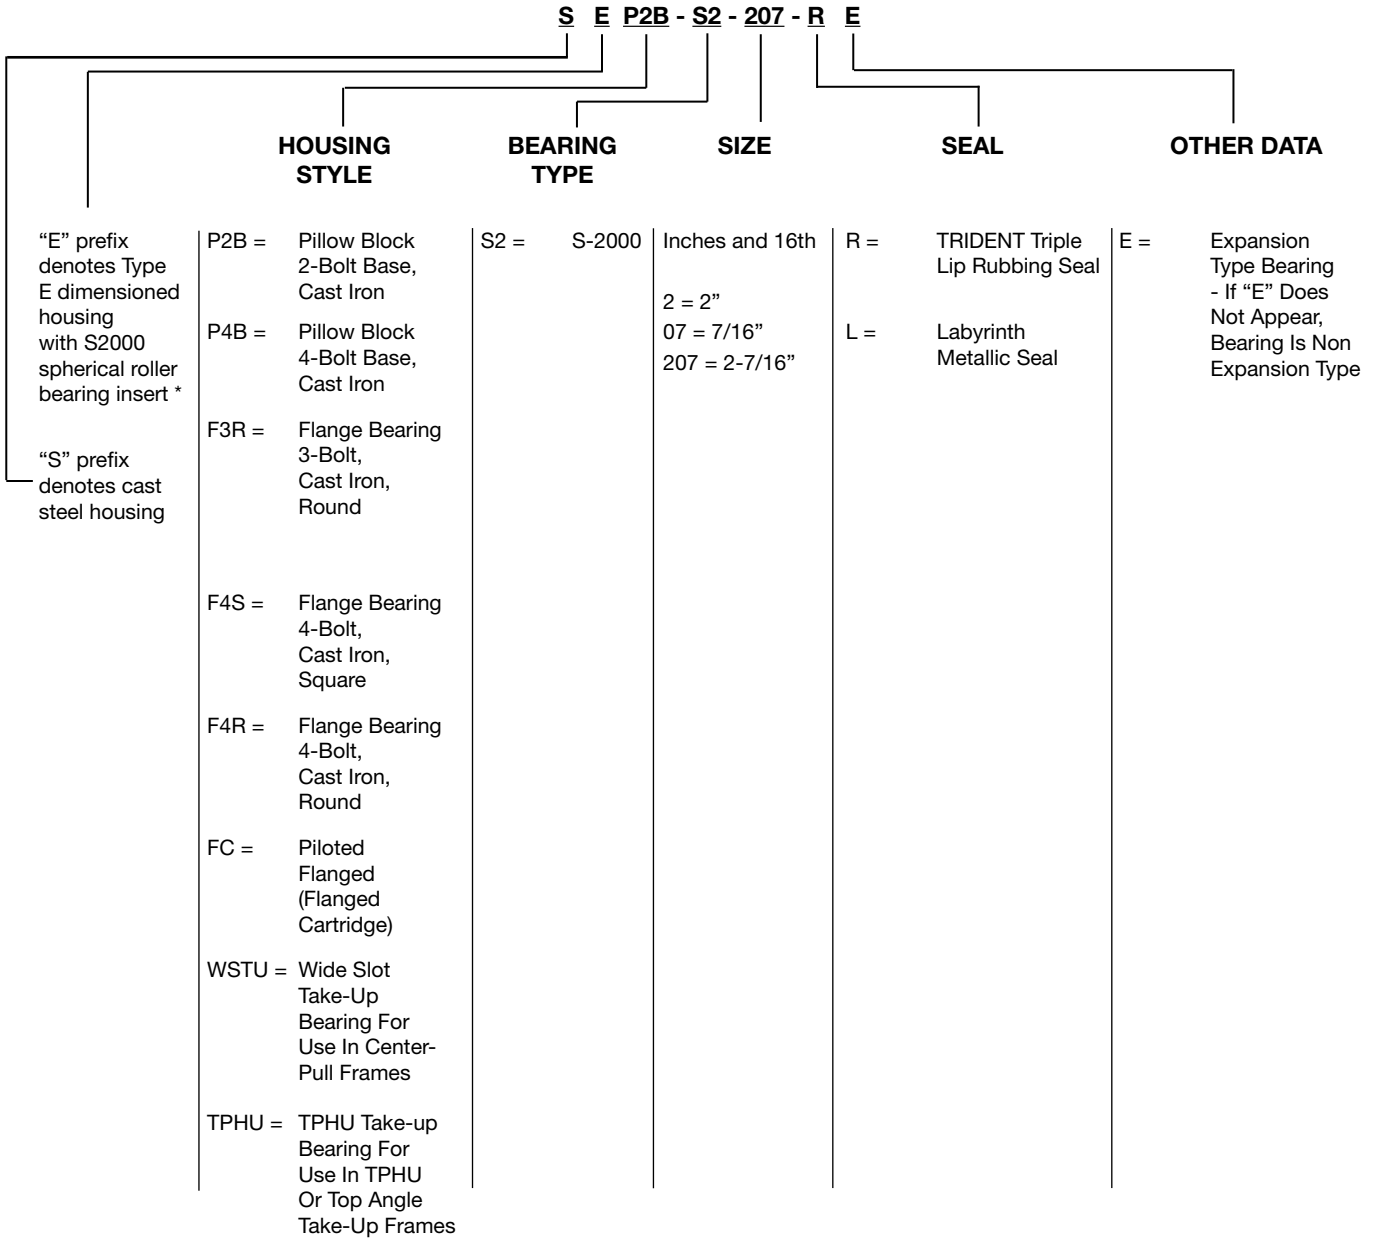 S E P2B - S2 - 207 - R E
HOUSING
STYLE
BEARING
TYPE
SIZE
SEAL
OTHER DATA
“E” prefix
denotes Type
E dimensioned
housing
with S2000
spherical roller
bearing insert *
“S” prefix
denotes cast
steel housing
P2B = Pillow Block
2-Bolt Base,
Cast Iron
P4B = Pillow Block
4-Bolt Base,
Cast Iron
F3R = Flange Bearing
3-Bolt,
Cast Iron,
Round
F4S = Flange Bearing
4-Bolt,
Cast Iron,
Square
F4R = Flange Bearing
4-Bolt,
Cast Iron,
Round
FC = Piloted
Flanged
(Flanged
Cartridge)
WSTU = Wide Slot
Take-Up
Bearing For
Use In Center-
Pull Frames
TPHU = TPHU Take-up
Bearing For
Use In TPHU
Or Top Angle
Take-Up Frames
S2 = S-2000
Inches and 16th
2 = 2”
07 = 7/16”
207 = 2-7/16”
R = TRIDENT Triple
Lip Rubbing Seal
L = Labyrinth
Metallic Seal
E = Expansion
Type Bearing
- If “E” Does
Not Appear,
Bearing Is Non
Expansion Type